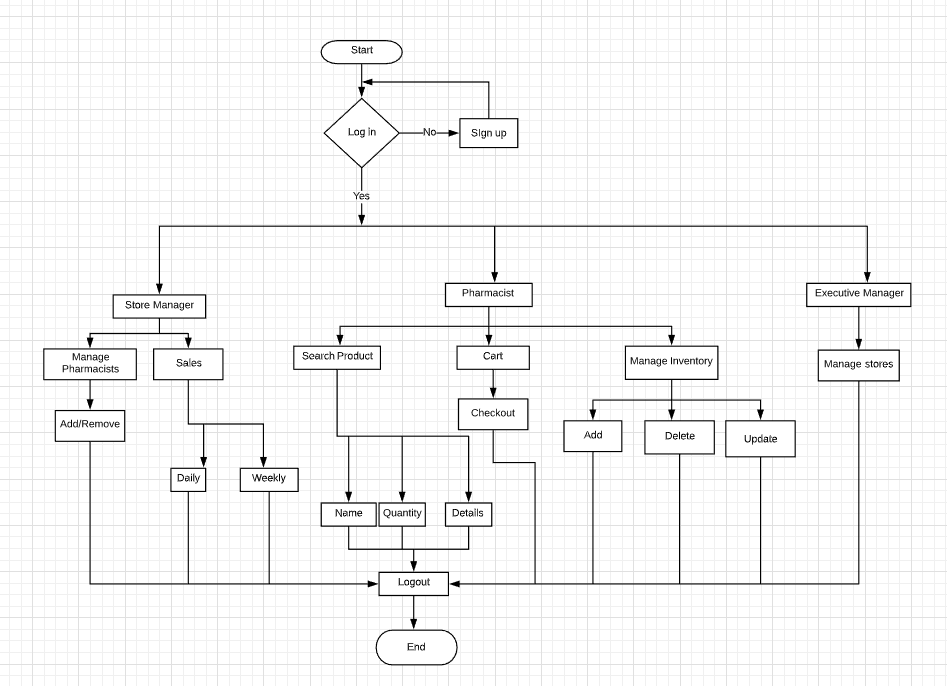 Start
Log in
No
Sign up
Yes
Store Manager
Pharmacist
Executive Manager
Manage
Pharmacists
Sales
Search Product
Cart
Manage Inventory
Manage stores
Add/Remove
Checkout
Add
Delete
Update
Daily
Weekly
Name
Quantity
Details
Logout
End